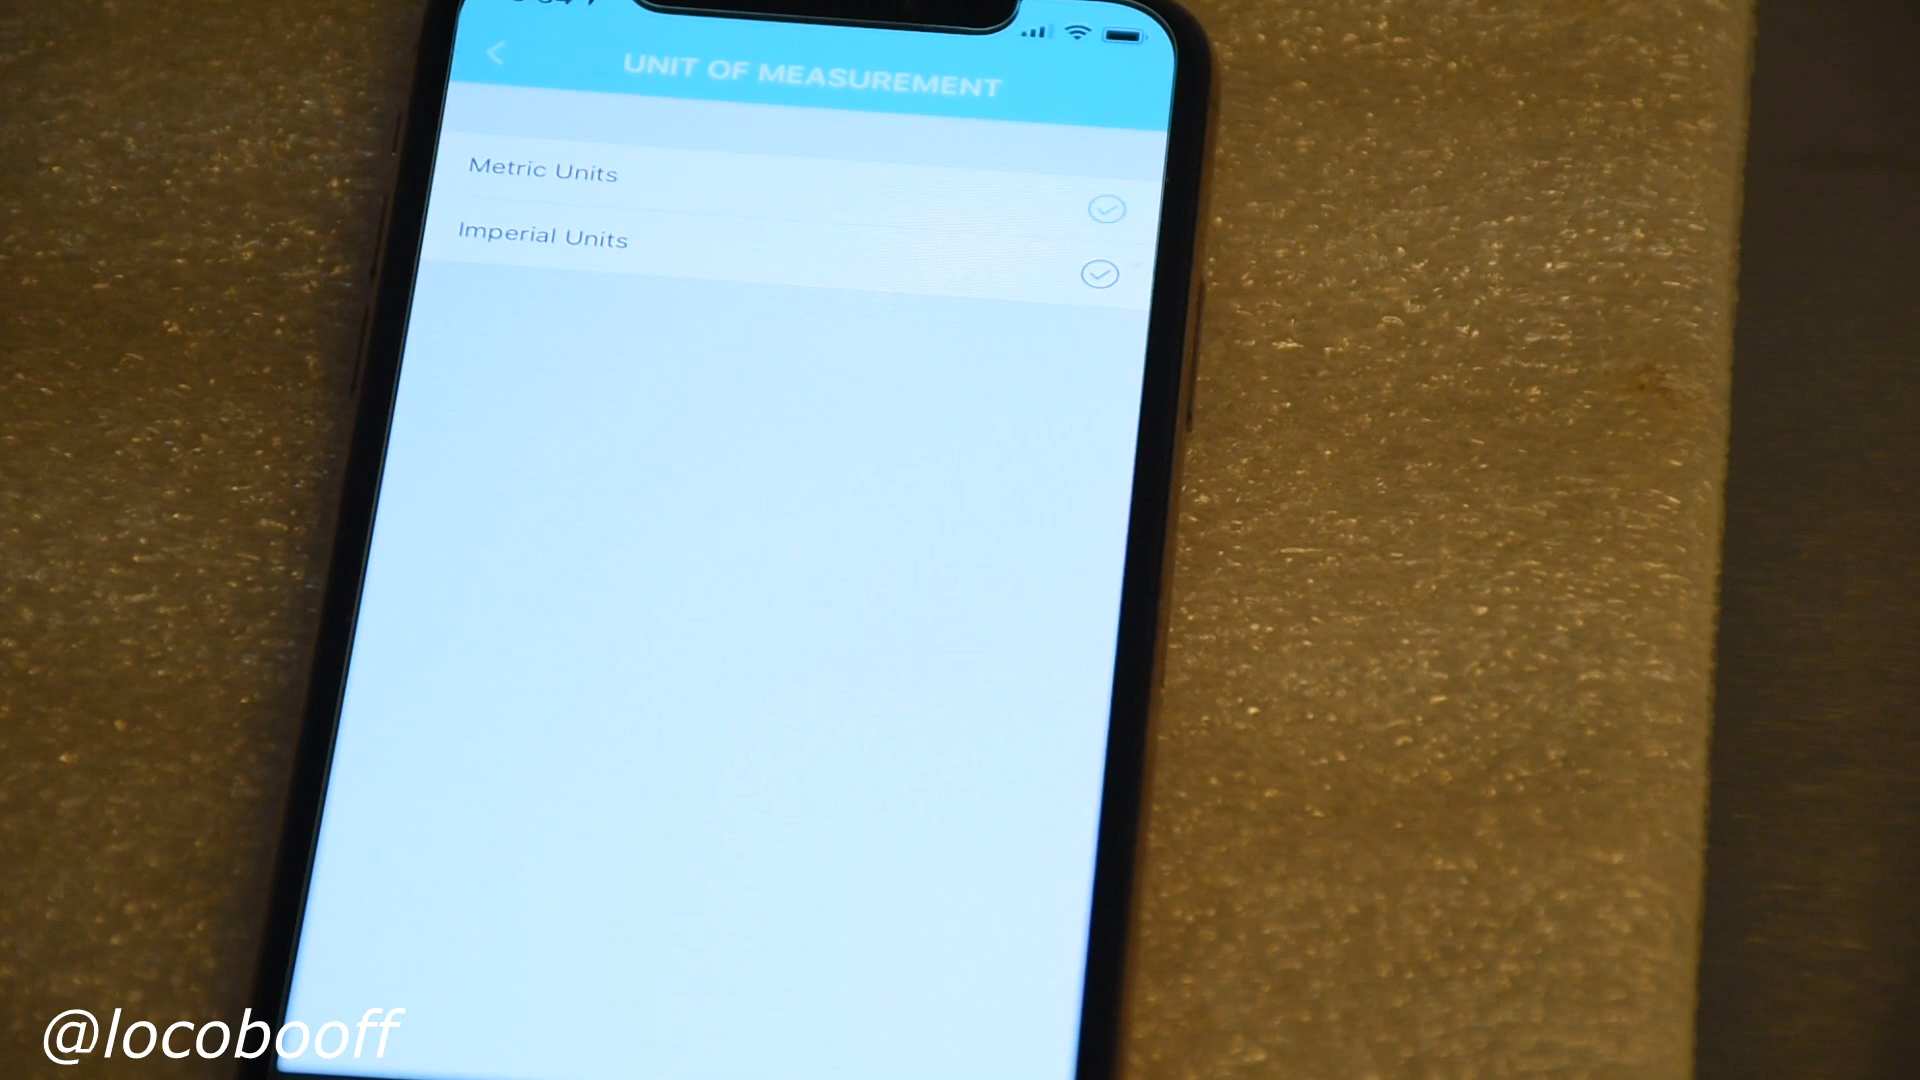 UNIT OF MEASUREMENT
Metric Units
Imperial Units
@locobooff